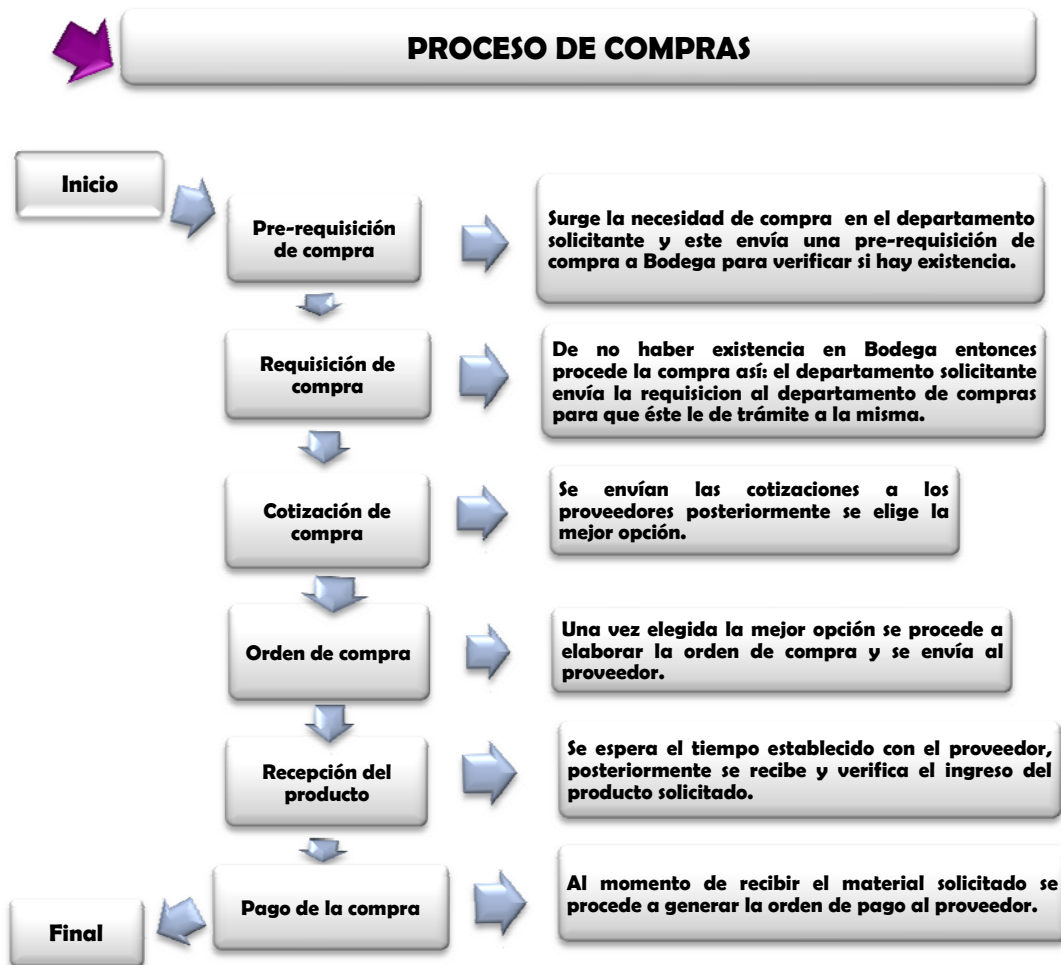 PROCESO DE COMPRAS
Inicio
Pre-requisición
de compra
Surge la necesidad de compra en el departamento
solicitante y este envía una pre-requisición de
compra a Bodega para verificar si hay existencia.
Requisición de
compra
De no haber existencia en Bodega entonces
procede la compra así: el departamento solicitante
envía la requisicion al departamento de compras
para que éste le de trámite a la misma.
Cotización de
compra
Se envían las cotizaciones a los
proveedores posteriormente se elige la
mejor opción.
Orden de compra
Una vez elegida la mejor opción se procede a
elaborar la orden de compra y se envía al
proveedor.
Recepción del
producto
Se espera el tiempo establecido con el proveedor,
posteriormente se recibe y verifica el ingreso del
producto solicitado.
Pago de la compra
Al momento de recibir el material solicitado se
procede a generar la orden de pago al proveedor.
Final